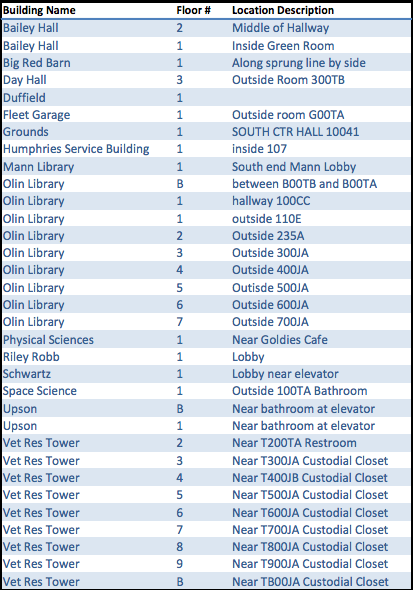 Building Name Floor # Location Description
Bailey Hall 2 Middle of Hallway
Bailey Hall 1 Inside Green Room
Big Red Barn 1 Along sprung line by side
Day Hall 3 Outside Room 300TB
Duffield 1
Fleet Garage 1 Outside room G00TA
Grounds 1 SOUTH CTR HALL 10041
Humphries Service Building 1 inside 107
Mann Library 1 South end Mann Lobby
Olin Library B between B00TB and B00TA
Olin Library 1 hallway 100CC
Olin Library 1 outside 110E
Olin Library 2 Outside 235A
Olin Library 3 Outside 300JA
Olin Library 4 Outside 400JA
Olin Library 5 Outisde 500JA
Olin Library 6 Outside 600JA
Olin Library 7 Outside 700JA
Physical Sciences 1 Near Goldies Cafe
Riley Robb 1 Lobby
Schwartz 1 Lobby near elevator
Space Science 1 Outside 100TA Bathroom
Upson B Near bathroom at elevator
Upson 1 Near bathroom at elevator
Vet Res Tower 2 Near T200TA Restroom
Vet Res Tower 3 Near T300JA Custodial Closet
Vet Res Tower 4 Near T400JB Custodial Closet
Vet Res Tower 5 Near T500JA Custodial Closet
Vet Res Tower 6 Near T600JA Custodial Closet
Vet Res Tower 7 Near T700JA Custodial Closet
Vet Res Tower 8 Near T800JA Custodial Closet
Vet Res Tower 9 Near T900JA Custodial Closet
Vet Res Tower B Near TB00JA Custodial Closet